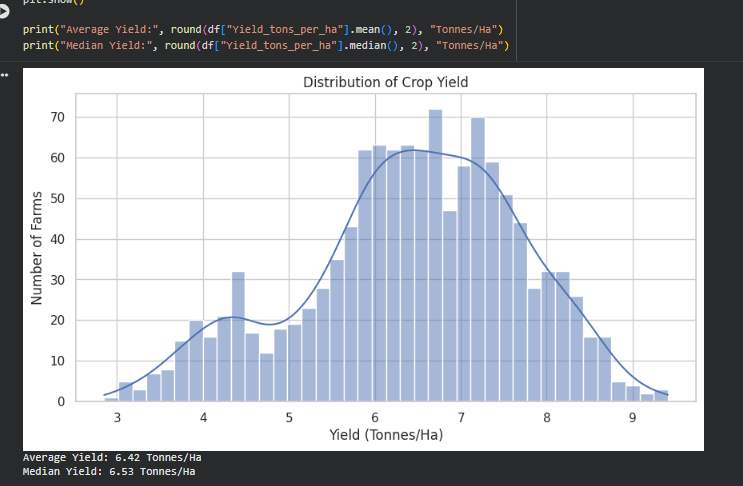 plt.show()
print("Average Yield:", round(df["Yield_tons_per_ha"].mean(), 2), "Tonnes/Ha")
print("Median Yield:", round(df["Yield_tons_per_ha"].median(), 2), "Tonnes/Ha")
Distribution of Crop Yield
70
60
50
40
30
20
10
0
Number of Farms
3 4 5 6 7 8 9
Yield (Tonnes/Ha)
Average Yield: 6.42 Tonnes/Ha
Median Yield: 6.53 Tonnes/Ha